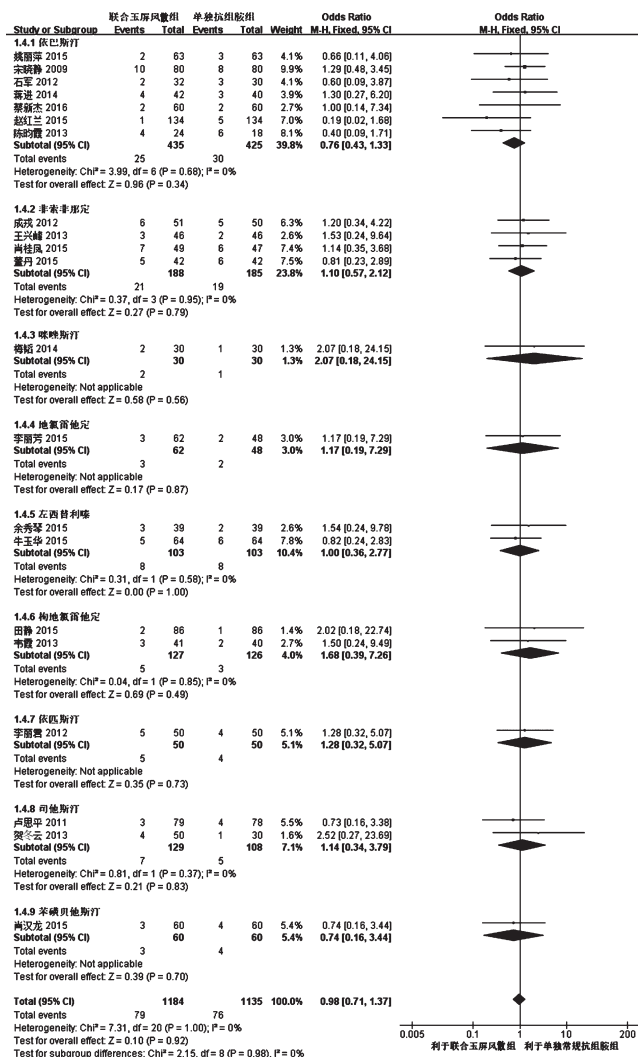 联合玉屏风散组 单独抗组胺组 Odds Ratio Odds Ratio
Study or Subgroup Events Total Events Total Weight M-H, Fixed, 95% CI M-H, Fixed, 95% CI
1.4.1 依巴斯汀
姚丽萍 2015 2 63 3 63 4.1% 0.66 [0.11, 4.06]
宋晓静 2009 10 80 8 80 9.9% 1.29 [0.48, 3.45]
石军 2012 2 32 3 30 4.1% 0.60 [0.09, 3.87]
蒋进 2014 4 42 3 40 4.1% 1.30 [0.27, 6.20]
蔡新杰 2016 2 60 2 60 2.7% 1.00 [0.14, 7.34]
赵红兰 2015 1 134 5 134 7.0% 0.19 [0.02, 1.68]
陈昀霞 2013 4 24 6 18 8.0% 0.40 [0.09, 1.71]
Subtotal (95% CI) 435 425 39.8% 0.76 [0.43, 1.33]
Total events 25 30
Heterogeneity: Chi² = 3.99, df = 6 (P = 0.68); I² = 0%
Test for overall effect: Z = 0.96 (P = 0.34)
1.4.2 非索非那定
成戎 2012 6 51 5 50 6.3% 1.20 [0.34, 4.22]
王兴峰 2013 3 46 2 46 2.7% 1.53 [0.24, 9.64]
肖桂凤 2015 7 49 6 47 7.5% 1.14 [0.35, 3.68]
董丹 2015 5 42 6 42 7.5% 0.81 [0.23, 2.89]
Subtotal (95% CI) 188 185 23.8% 1.10 [0.57, 2.12]
Total events 21 19
Heterogeneity: Chi² = 0.37, df = 3 (P = 0.95); I² = 0%
Test for overall effect: Z = 0.27 (P = 0.79)
1.4.3 咪唑斯汀
梅韬 2014 2 30 1 30 1.3% 2.07 [0.18, 24.15]
Subtotal (95% CI) 30 30 1.3% 2.07 [0.18, 24.15]
Total events 2 1
Heterogeneity: Not applicable
Test for overall effect: Z = 0.58 (P = 0.56)
1.4.4 地氯雷他定
李丽芳 2015 3 62 2 48 3.0% 1.17 [0.19, 7.29]
Subtotal (95% CI) 62 48 3.0% 1.17 [0.19, 7.29]
Total events 3 2
Heterogeneity: Not applicable
Test for overall effect: Z = 0.17 (P = 0.87)
1.4.5 左西替利嗪
余秀琴 2015 3 39 2 39 2.6% 1.54 [0.24, 9.78]
牛玉华 2015 5 64 6 64 7.8% 0.82 [0.24, 2.83]
Subtotal (95% CI) 103 103 10.4% 1.00 [0.36, 2.77]
Total events 8 8
Heterogeneity: Chi² = 0.31, df = 1 (P = 0.58); I² = 0%
Test for overall effect: Z = 0.00 (P = 1.00)
1.4.6 枸地氯雷他定
田静 2015 2 86 1 86 1.4% 2.02 [0.18, 22.74]
韦霞 2013 3 41 2 40 2.7% 1.50 [0.24, 9.49]
Subtotal (95% CI) 127 126 4.0% 1.68 [0.39, 7.26]
Total events 5 3
Heterogeneity: Chi² = 0.04, df = 1 (P = 0.85); I² = 0%
Test for overall effect: Z = 0.69 (P = 0.49)
1.4.7 依匹斯汀
李丽君 2012 5 50 4 50 5.1% 1.28 [0.32, 5.07]
Subtotal (95% CI) 50 50 5.1% 1.28 [0.32, 5.07]
Total events 5 4
Heterogeneity: Not applicable
Test for overall effect: Z = 0.35 (P = 0.73)
1.4.8 司他斯汀
卢思平 2011 3 79 4 78 5.5% 0.73 [0.16, 3.38]
贺冬云 2013 4 50 1 30 1.6% 2.52 [0.27, 23.69]
Subtotal (95% CI) 129 108 7.1% 1.14 [0.34, 3.79]
Total events 7 5
Heterogeneity: Chi² = 0.81, df = 1 (P = 0.37); I² = 0%
Test for overall effect: Z = 0.21 (P = 0.83)
1.4.9 苯磺贝他斯汀
肖汉龙 2015 3 60 4 60 5.4% 0.74 [0.16, 3.44]
Subtotal (95% CI) 60 60 5.4% 0.74 [0.16, 3.44]
Total events 3 4
Heterogeneity: Not applicable
Test for overall effect: Z = 0.39 (P = 0.70)
Total (95% CI) 1184 1135 100.0% 0.98 [0.71, 1.37]
Total events 79 76
Heterogeneity: Chi² = 7.31, df = 20 (P = 1.00); I² = 0%
Test for overall effect: Z = 0.10 (P = 0.92)
Test for subgroup differences: Chi² = 2.15, df = 8 (P = 0.98), I² = 0%
0.005 0.1 1 10 200
利于联合玉屏风散组 利于单独常规抗组胺组